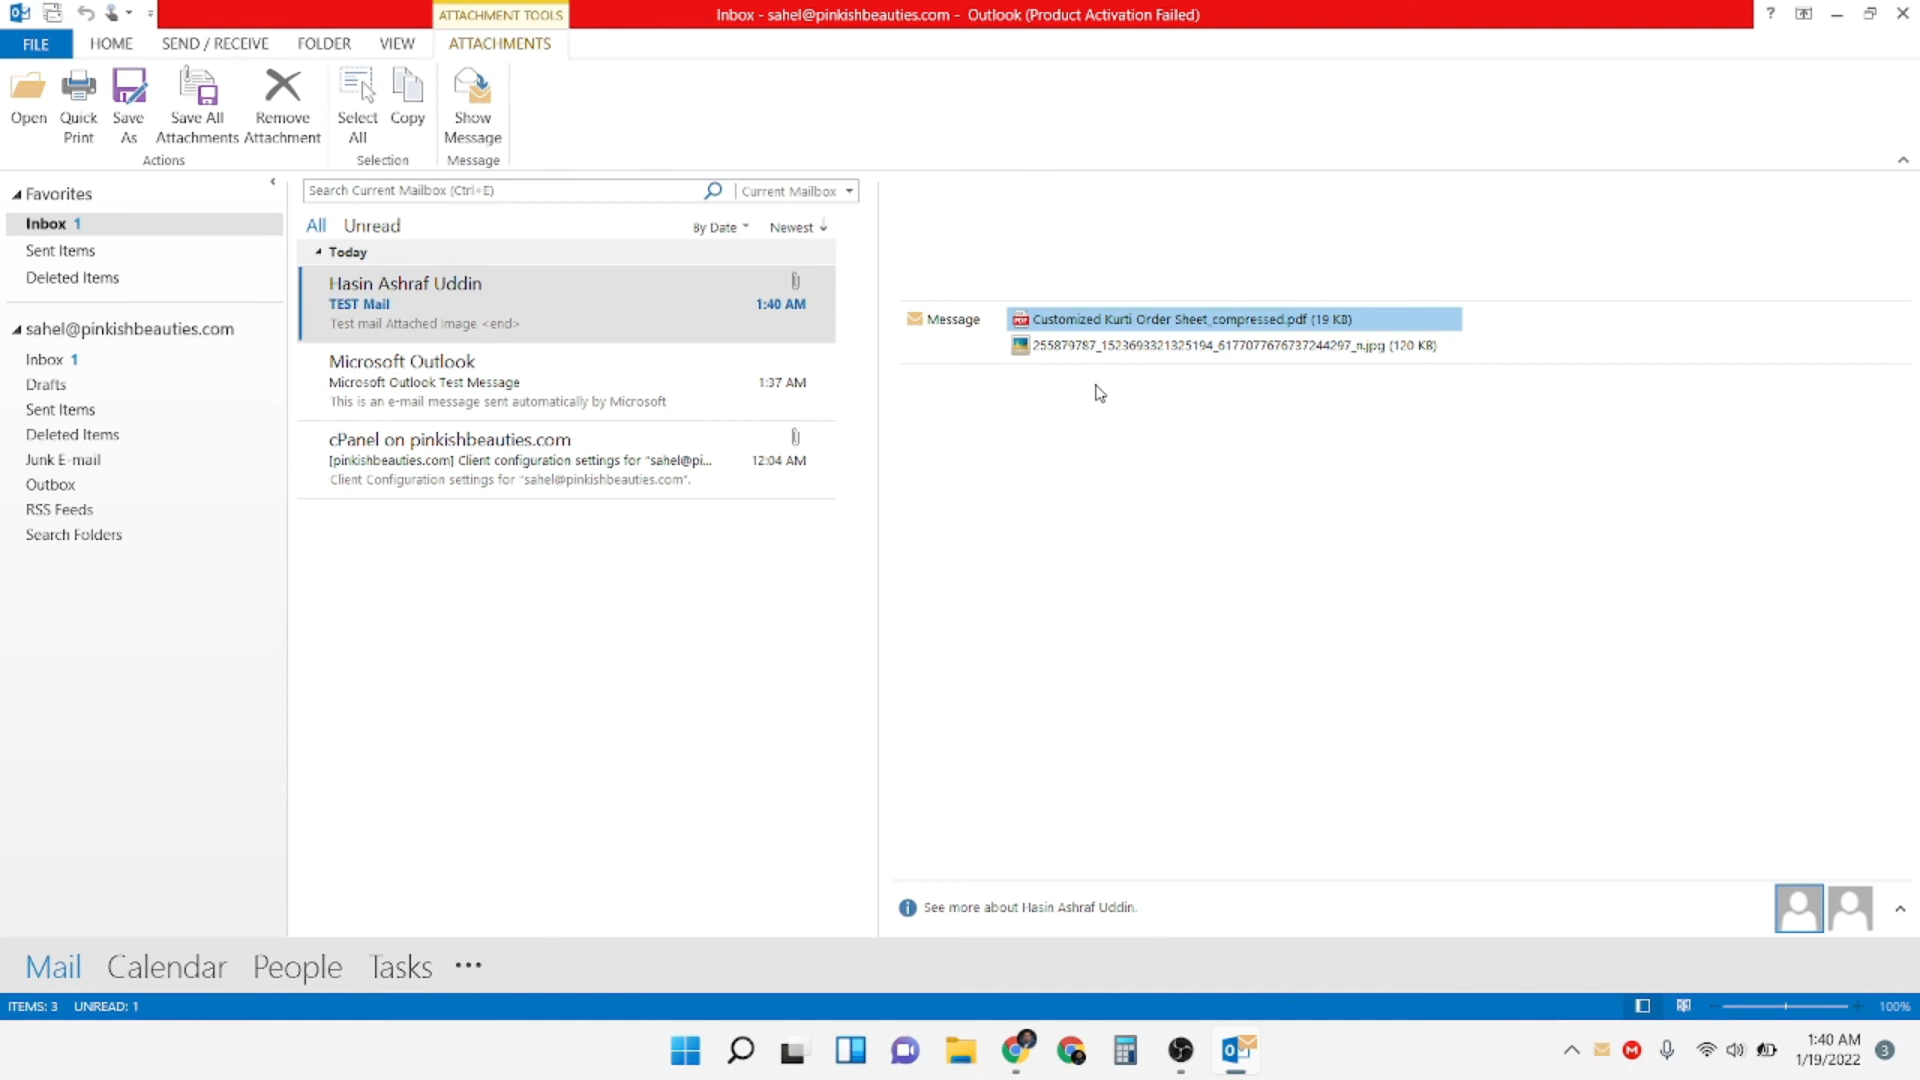 ATTACHMENT TOOLS
Inbox - sahel@pinkishbeauties.com - Outlook (Product Activation Failed)
?
FILE HOME SEND / RECEIVE FOLDER VIEW ATTACHMENTS
Open
Quick Print
Save As
Save All Attachments
Remove Attachment
Select All
Copy
Show Message
Actions Selection Message
Favorites
Inbox 1
Sent Items
Deleted Items
sahel@pinkishbeauties.com
Inbox 1
Drafts
Sent Items
Deleted Items
Junk E-mail
Outbox
RSS Feeds
Search Folders
Search Current Mailbox (Ctrl+E) Current Mailbox
All Unread By Date Newest
Today
Hasin Ashraf Uddin
TEST Mail 1:40 AM
Test mail Attached Image <end>
Microsoft Outlook
Microsoft Outlook Test Message 1:37 AM
This is an e-mail message sent automatically by Microsoft
cPanel on pinkishbeauties.com
[pinkishbeauties.com] Client configuration settings for "sahel@pi... 12:04 AM
Client Configuration settings for "sahel@pinkishbeauties.com".
Message
Customized Kurti Order Sheet_compressed.pdf (19 KB)
255879787_1523693321325194_6177077676737244297_n.jpg (120 KB)
See more about Hasin Ashraf Uddin.
Mail Calendar People Tasks •••
ITEMS: 3 UNREAD: 1 100%
1:40 AM
1/19/2022
3